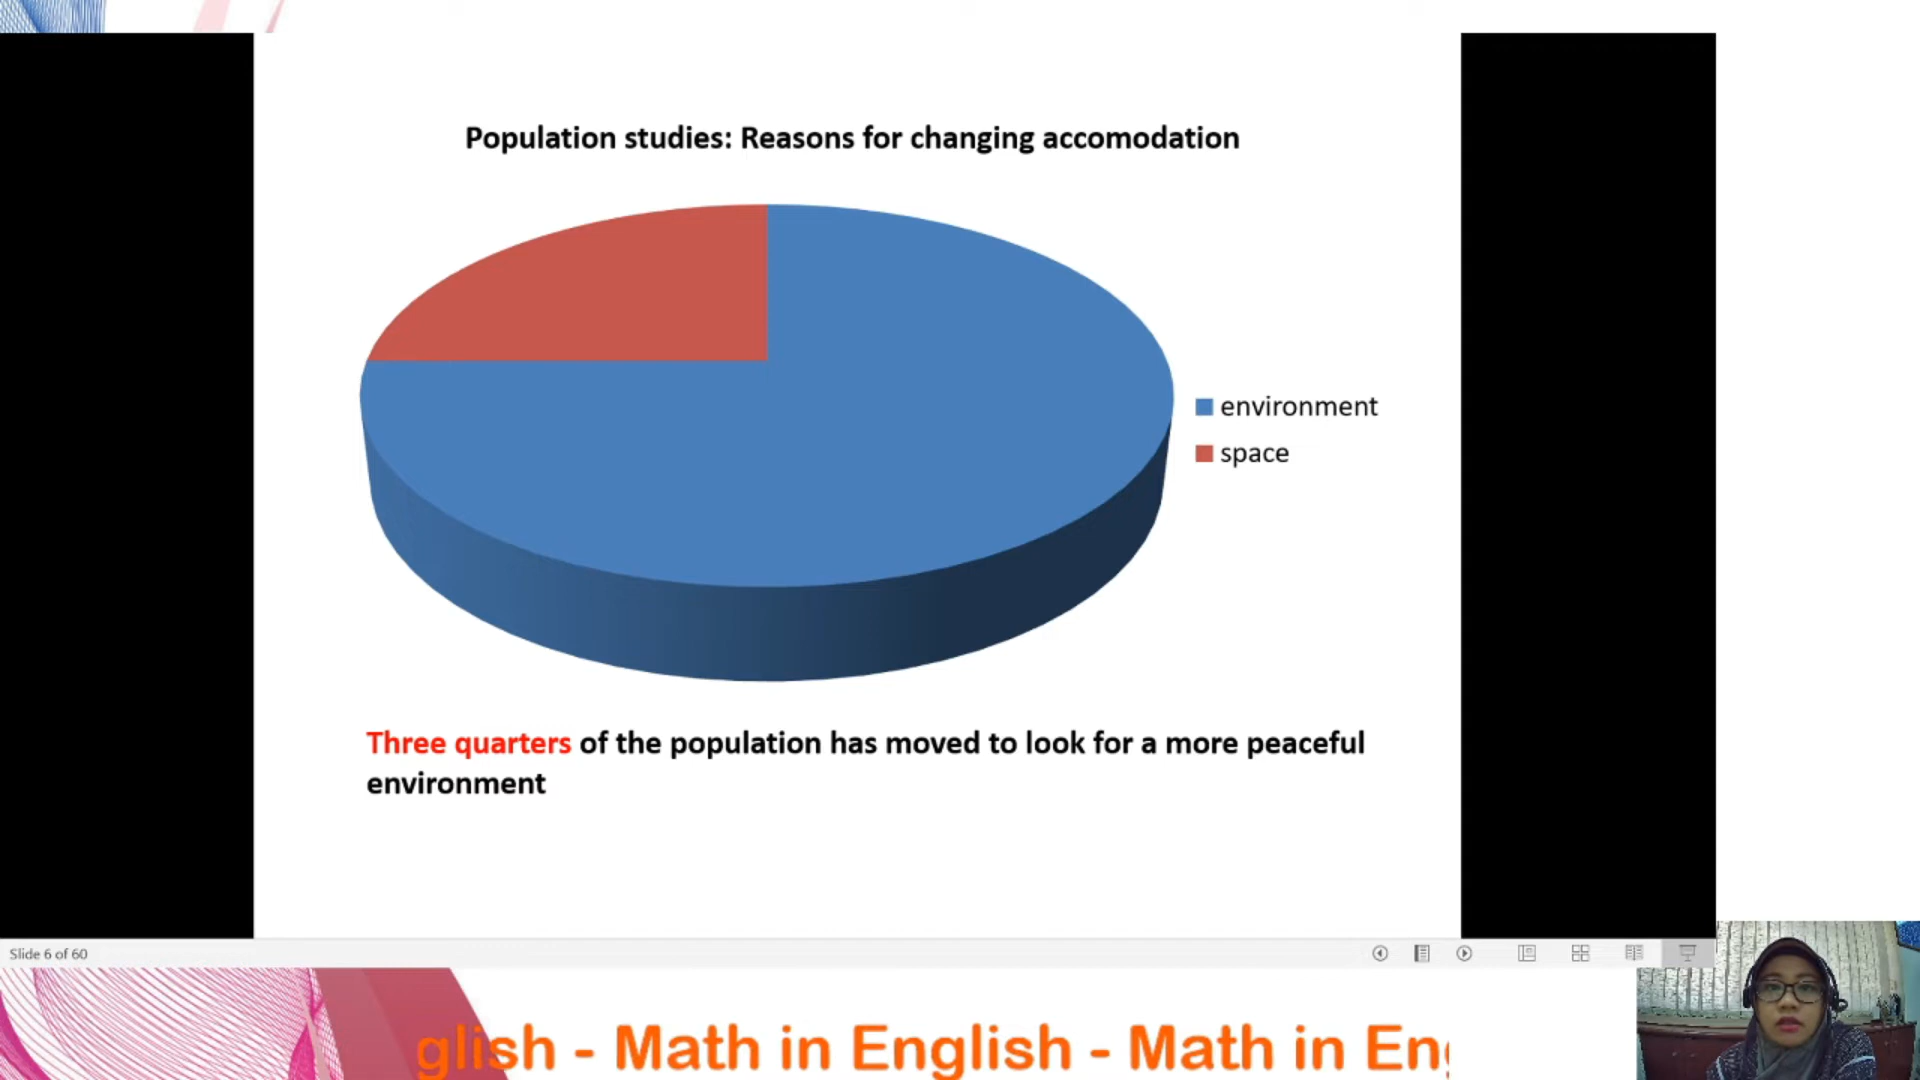 Population studies: Reasons for changing accomodation
environment
space
Three quarters of the population has moved to look for a more peaceful
environment
Slide 6 of 60
glish - Math in English - Math in Eng